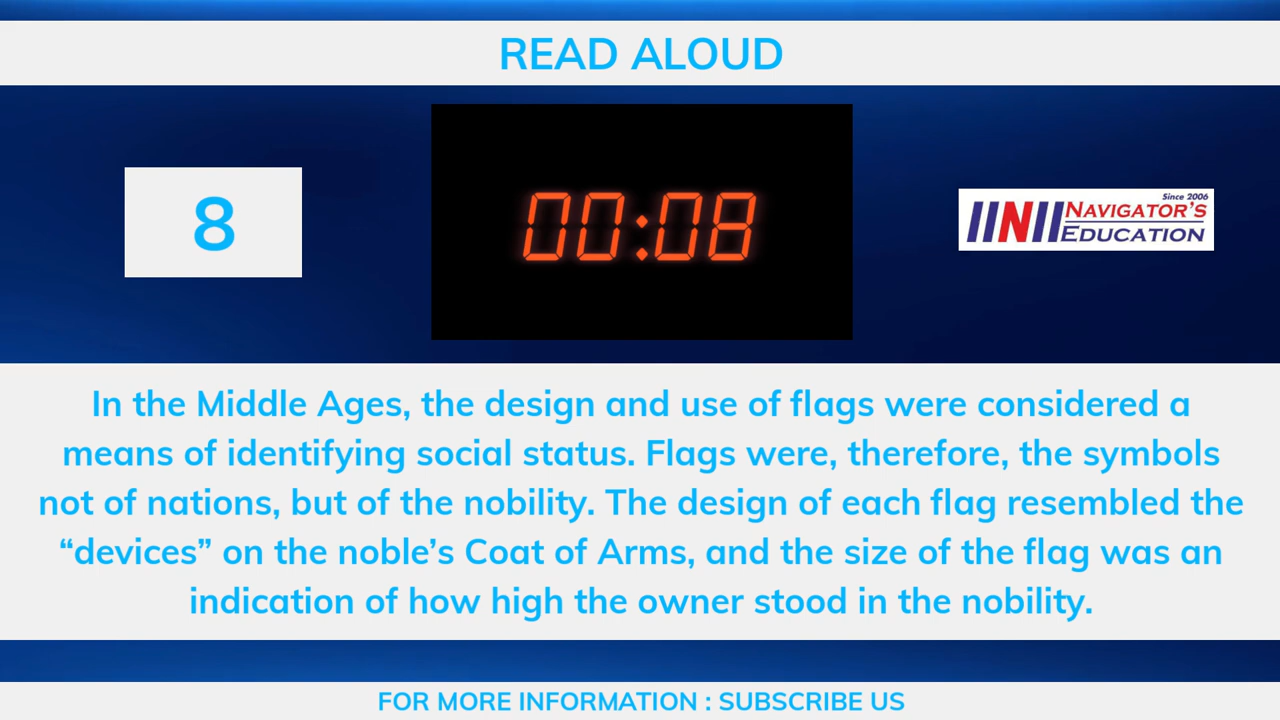 READ ALOUD
8
00:08
Since 2006
NAVIGATOR'S
EDUCATION
In the Middle Ages, the design and use of flags were considered a
means of identifying social status. Flags were, therefore, the symbols
not of nations, but of the nobility. The design of each flag resembled the
“devices” on the noble’s Coat of Arms, and the size of the flag was an
indication of how high the owner stood in the nobility.
FOR MORE INFORMATION : SUBSCRIBE US